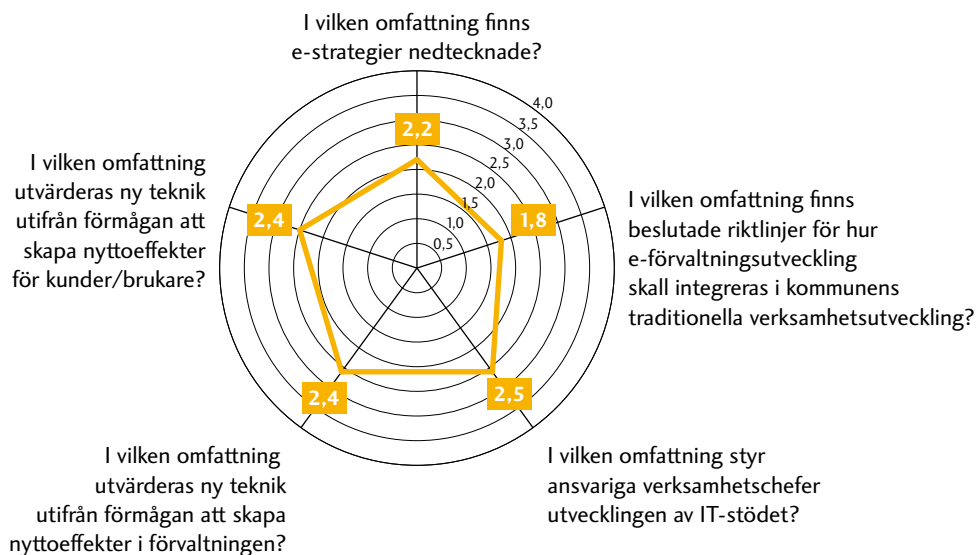 I vilken omfattning finns
e-strategier nedtecknade?
4,0
3,5
3,0
2,5
2,0
1,5
1,0
0,5
2,2
I vilken omfattning
utvärderas ny teknik
utifrån förmågan att
skapa nyttoeffekter
för kunder/brukare?
2,4
1,8
I vilken omfattning finns
beslutade riktlinjer för hur
e-förvaltningsutveckling
skall integreras i kommunens
traditionella verksamhetsutveckling?
2,4
2,5
I vilken omfattning
utvärderas ny teknik
utifrån förmågan att skapa
nyttoeffekter i förvaltningen?
I vilken omfattning styr
ansvariga verksamhetschefer
utvecklingen av IT-stödet?